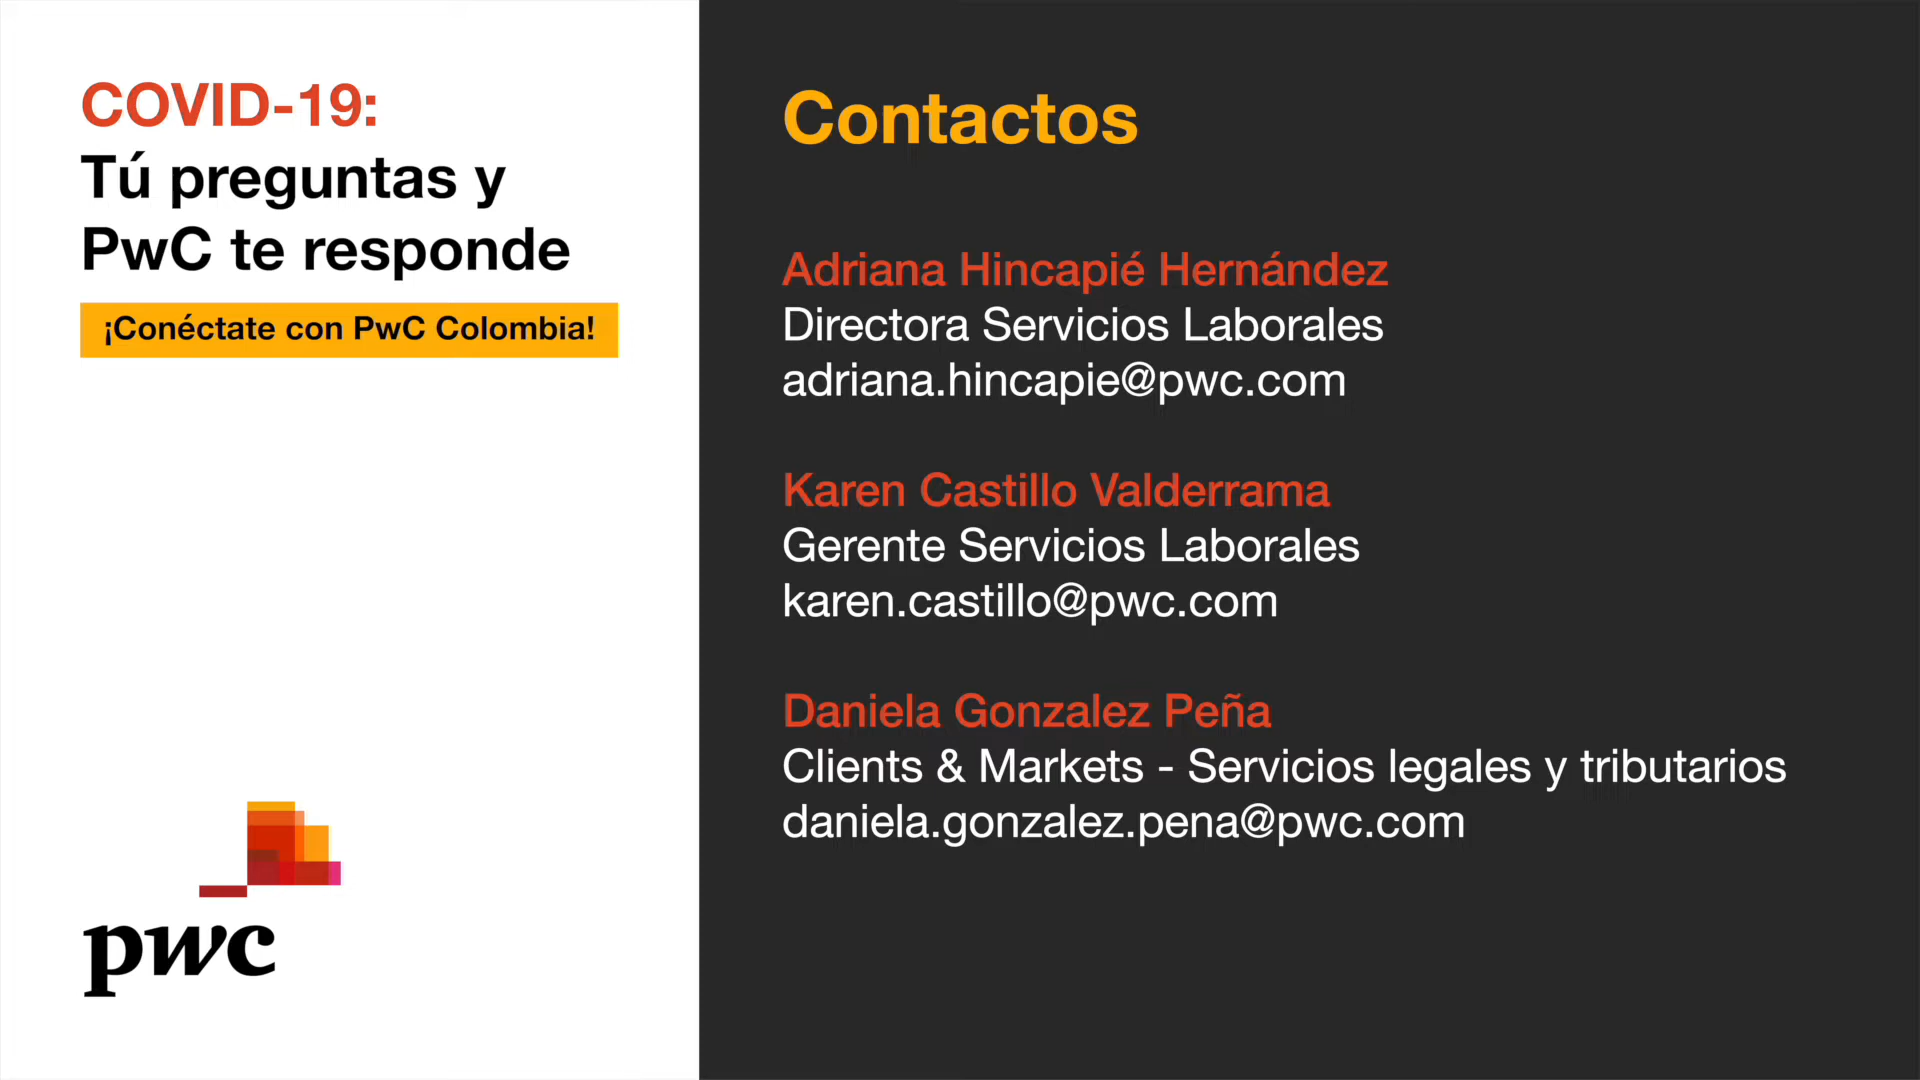 COVID-19:
Tú preguntas y
PwC te responde
¡Conéctate con PwC Colombia!
pwc
Contactos
Adriana Hincapié Hernández
Directora Servicios Laborales
adriana.hincapie@pwc.com
Karen Castillo Valderrama
Gerente Servicios Laborales
karen.castillo@pwc.com
Daniela Gonzalez Peña
Clients & Markets - Servicios legales y tributarios
daniela.gonzalez.pena@pwc.com